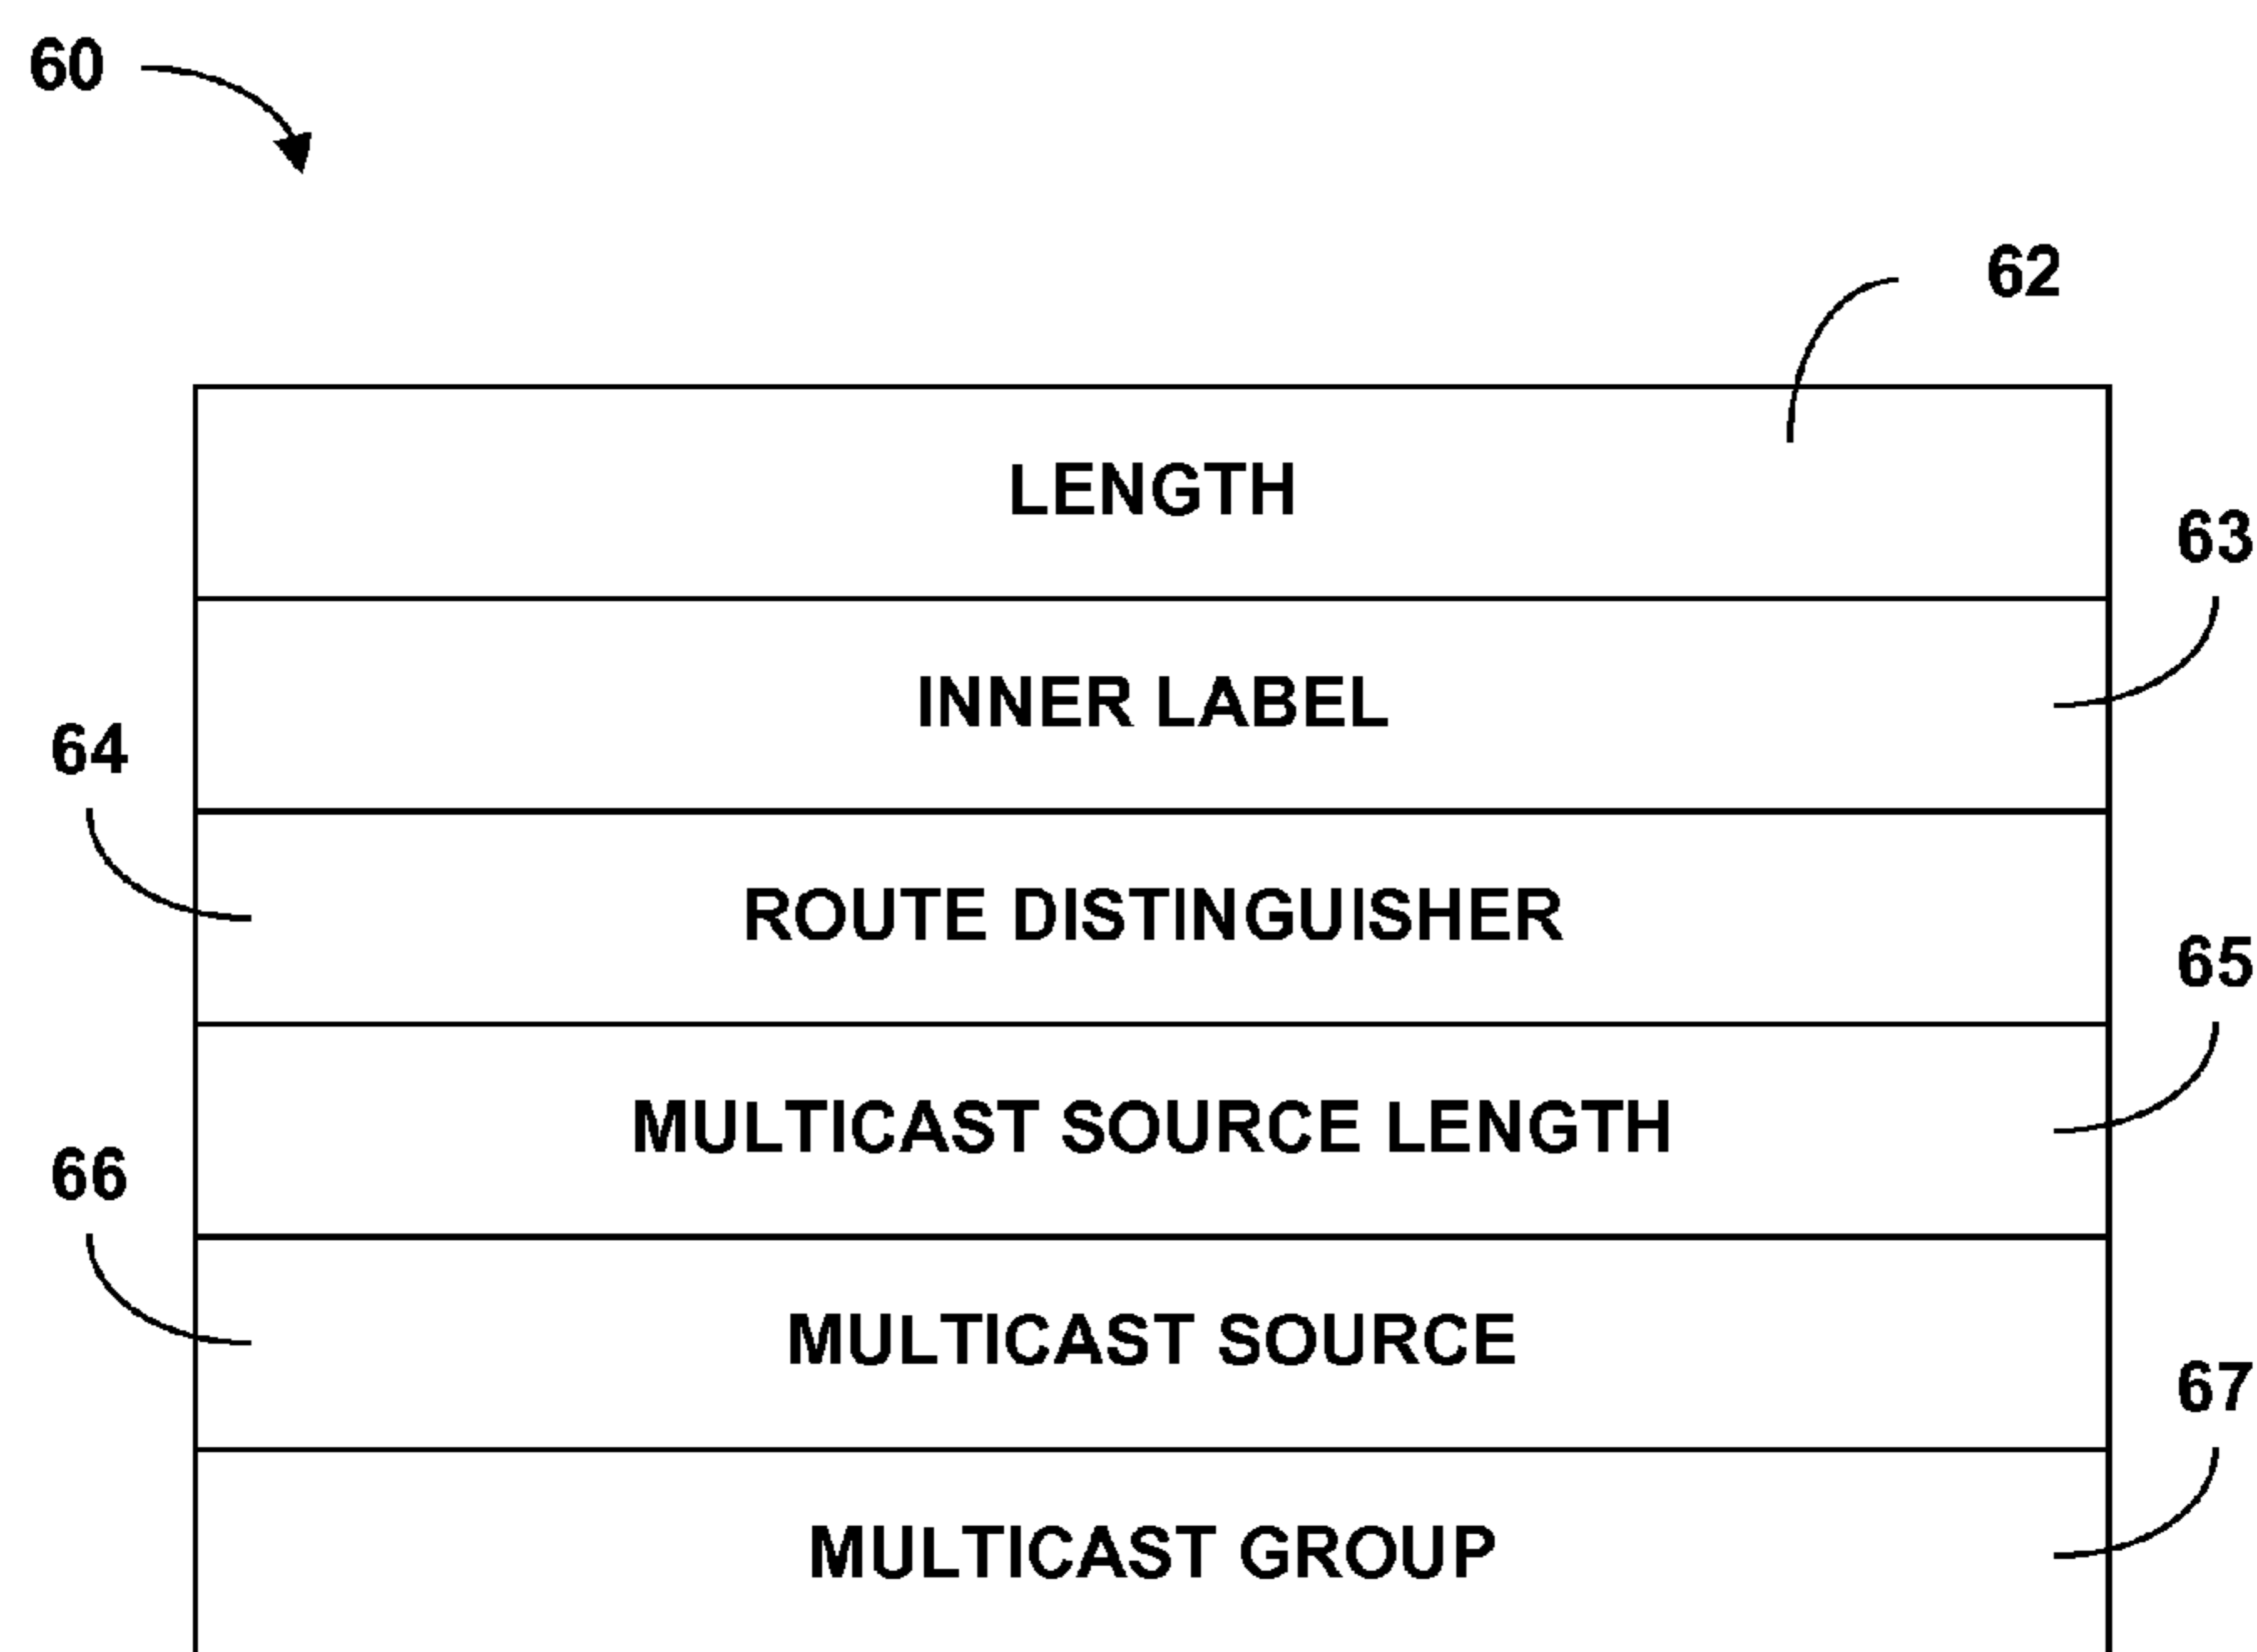 60
62
LENGTH
63
INNER LABEL
64
ROUTE DISTINGUISHER
65
MULTICAST SOURCE LENGTH
66
MULTICAST SOURCE
67
MULTICAST GROUP